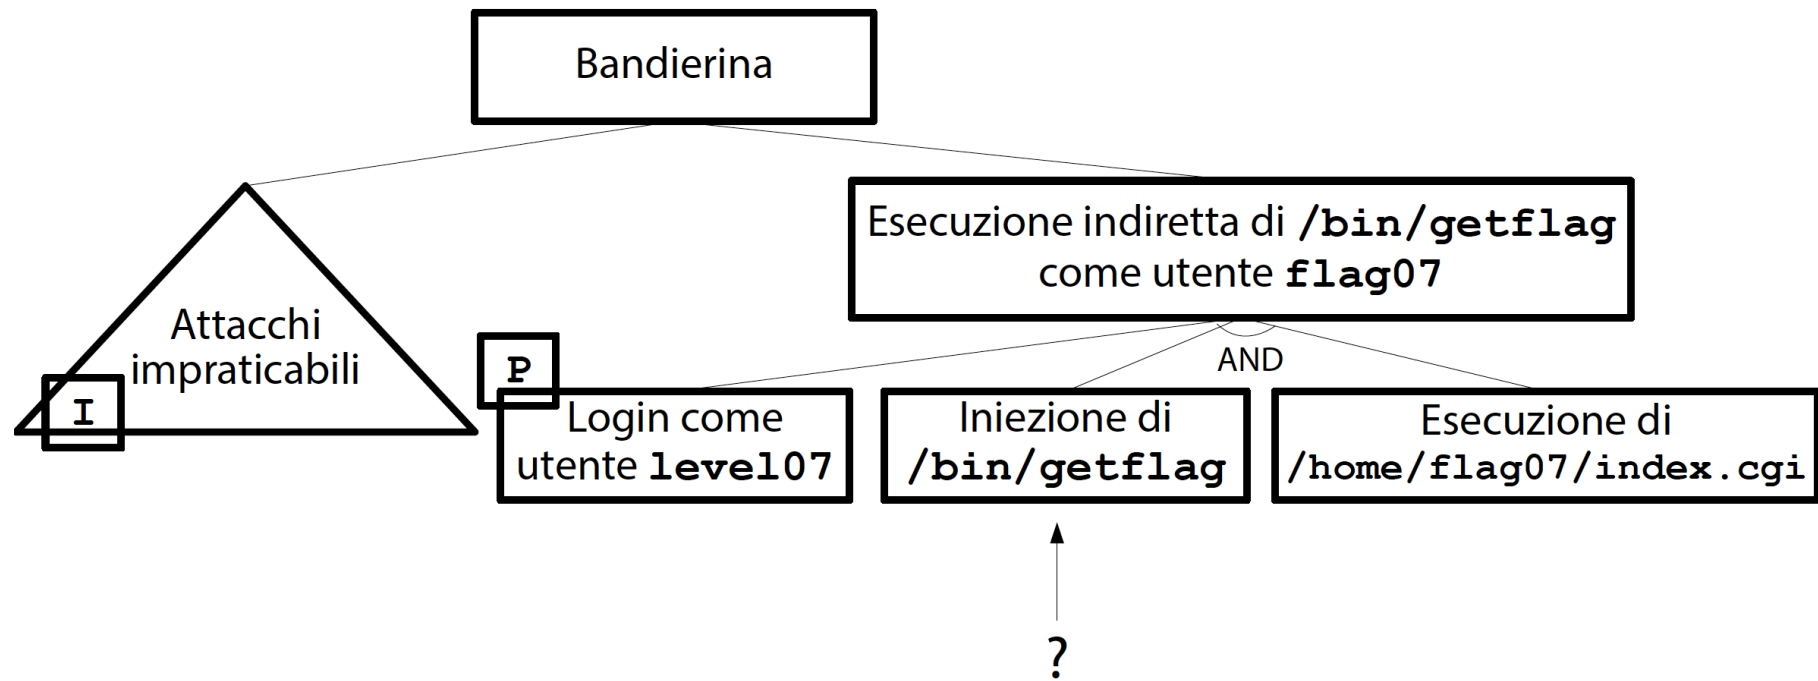 Bandierina
Esecuzione indiretta di /bin/getflag
come utente flag07
Attacchi
impraticabili
I
P
AND
Login come
utente level07
Iniezione di
/bin/getflag
Esecuzione di
/home/flag07/index.cgi
?